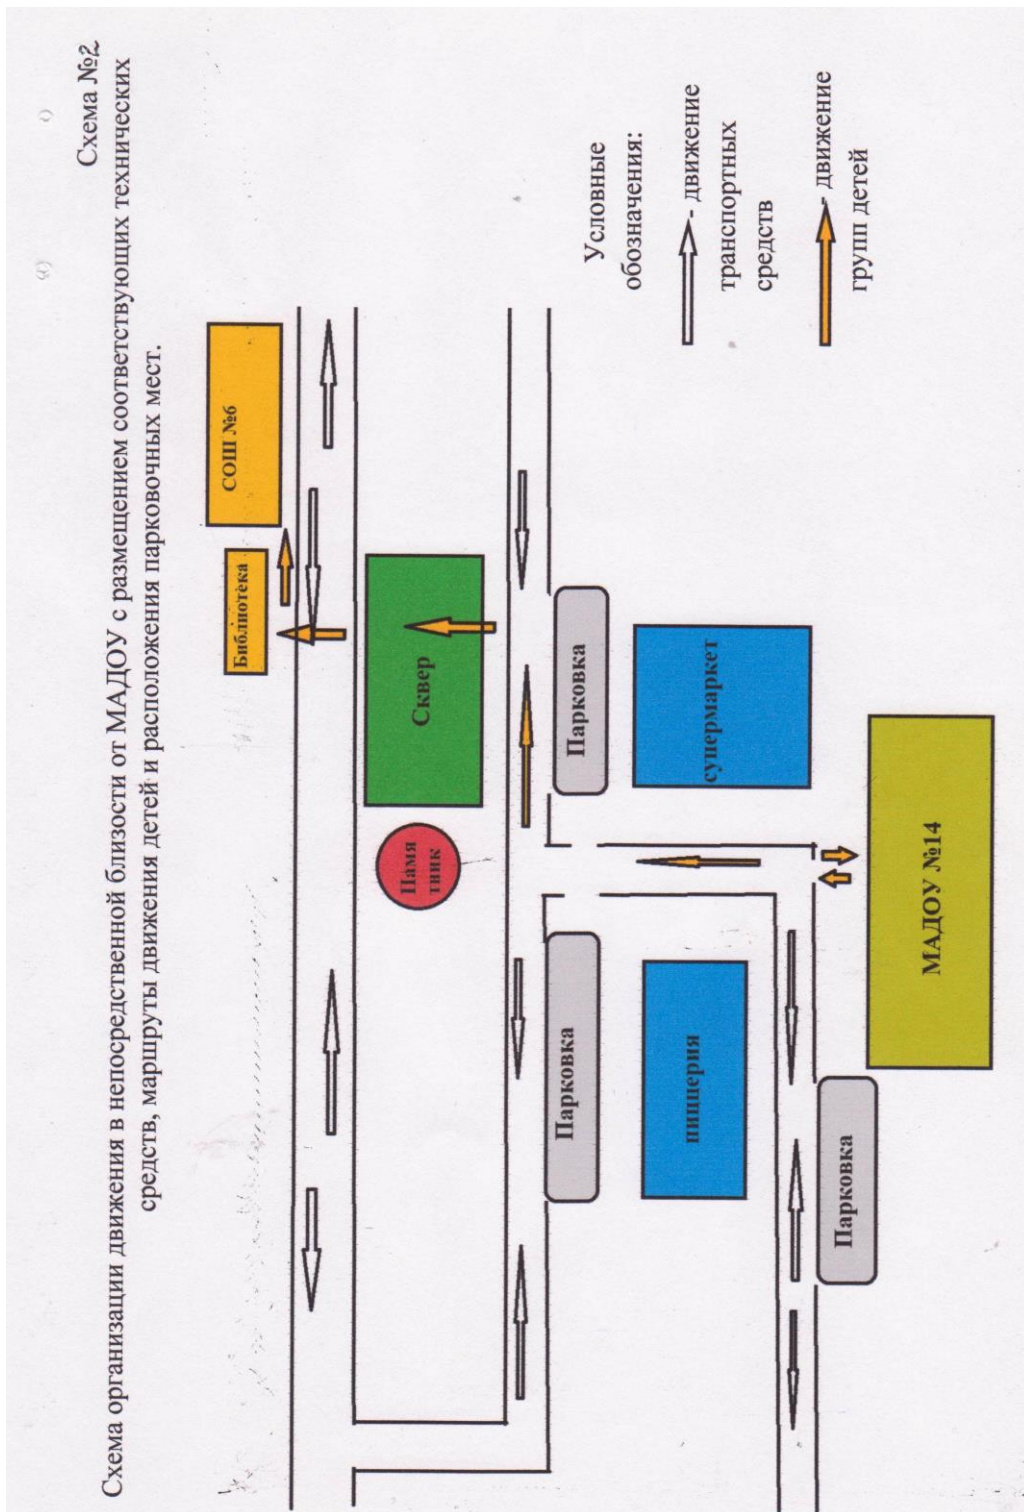 Схема №2
Схема организации движения в непосредственной близости от МАДОУ с размещением соответствующих технических
средств, маршруты движения детей и расположения парковочных мест.
Библиотека
СОШ №6
Памя
тник
Сквер
Парковка
Парковка
пиццерия
супермаркет
Парковка
МАДОУ №14
Условные
обозначения:
- движение
транспортных
средств
- движение
групп детей